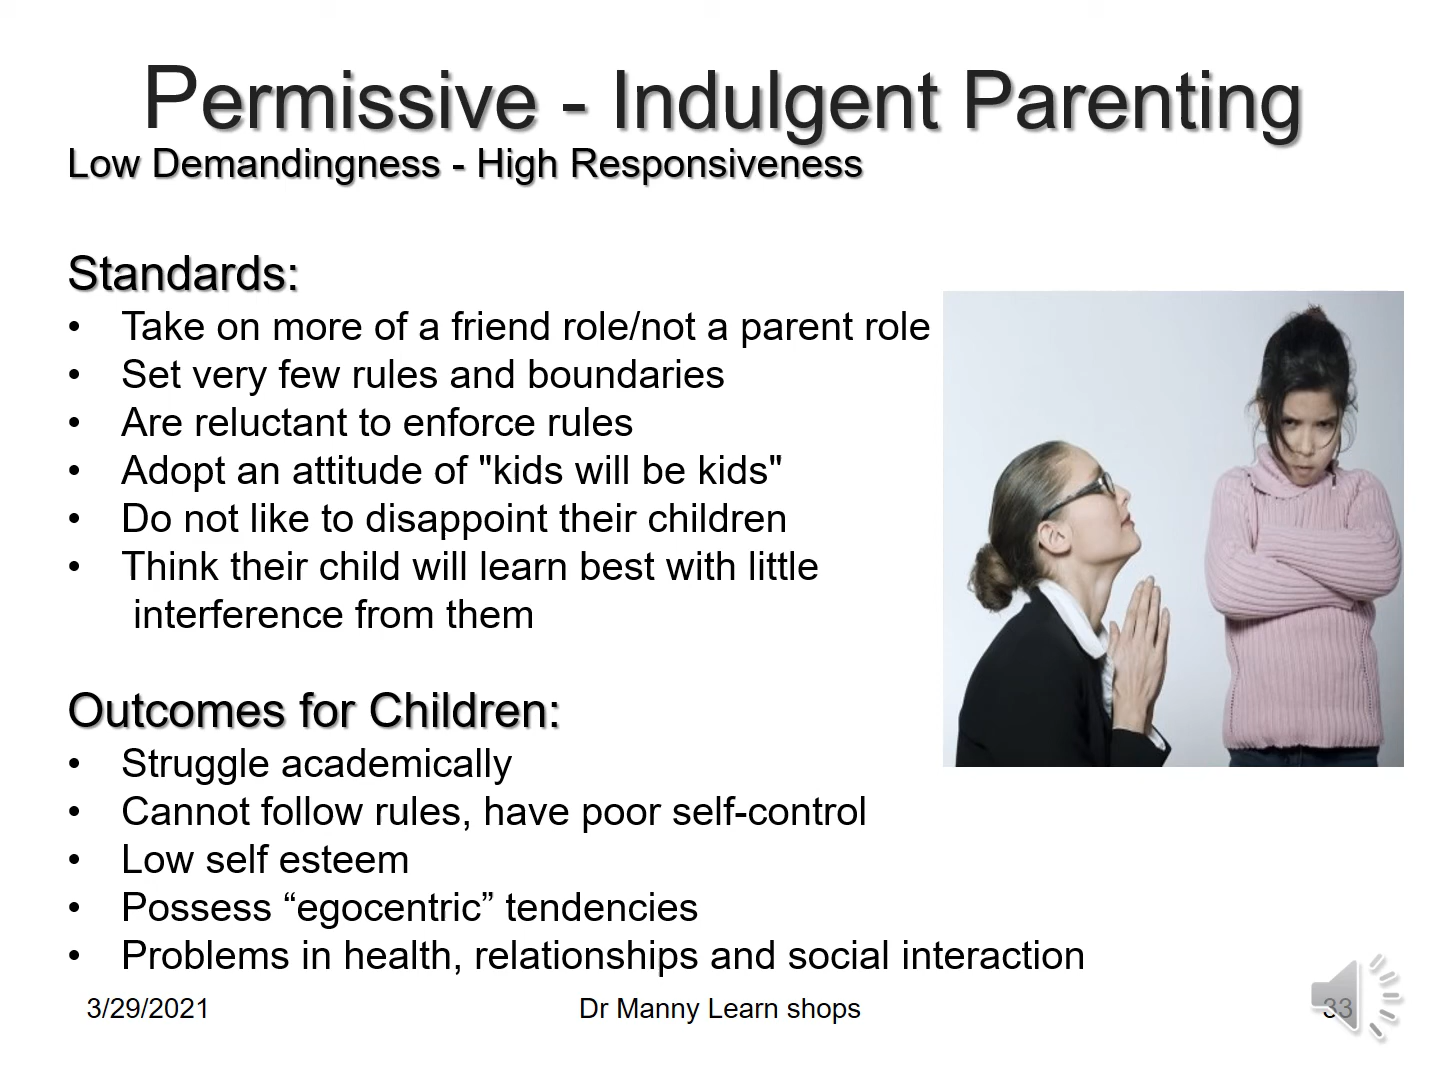 Permissive - Indulgent Parenting
Low Demandingness - High Responsiveness
Standards:
• Take on more of a friend role/not a parent role
• Set very few rules and boundaries
• Are reluctant to enforce rules
• Adopt an attitude of "kids will be kids"
• Do not like to disappoint their children
• Think their child will learn best with little
interference from them
Outcomes for Children:
• Struggle academically
• Cannot follow rules, have poor self-control
• Low self esteem
• Possess “egocentric” tendencies
• Problems in health, relationships and social interaction
3/29/2021
Dr Manny Learn shops
33